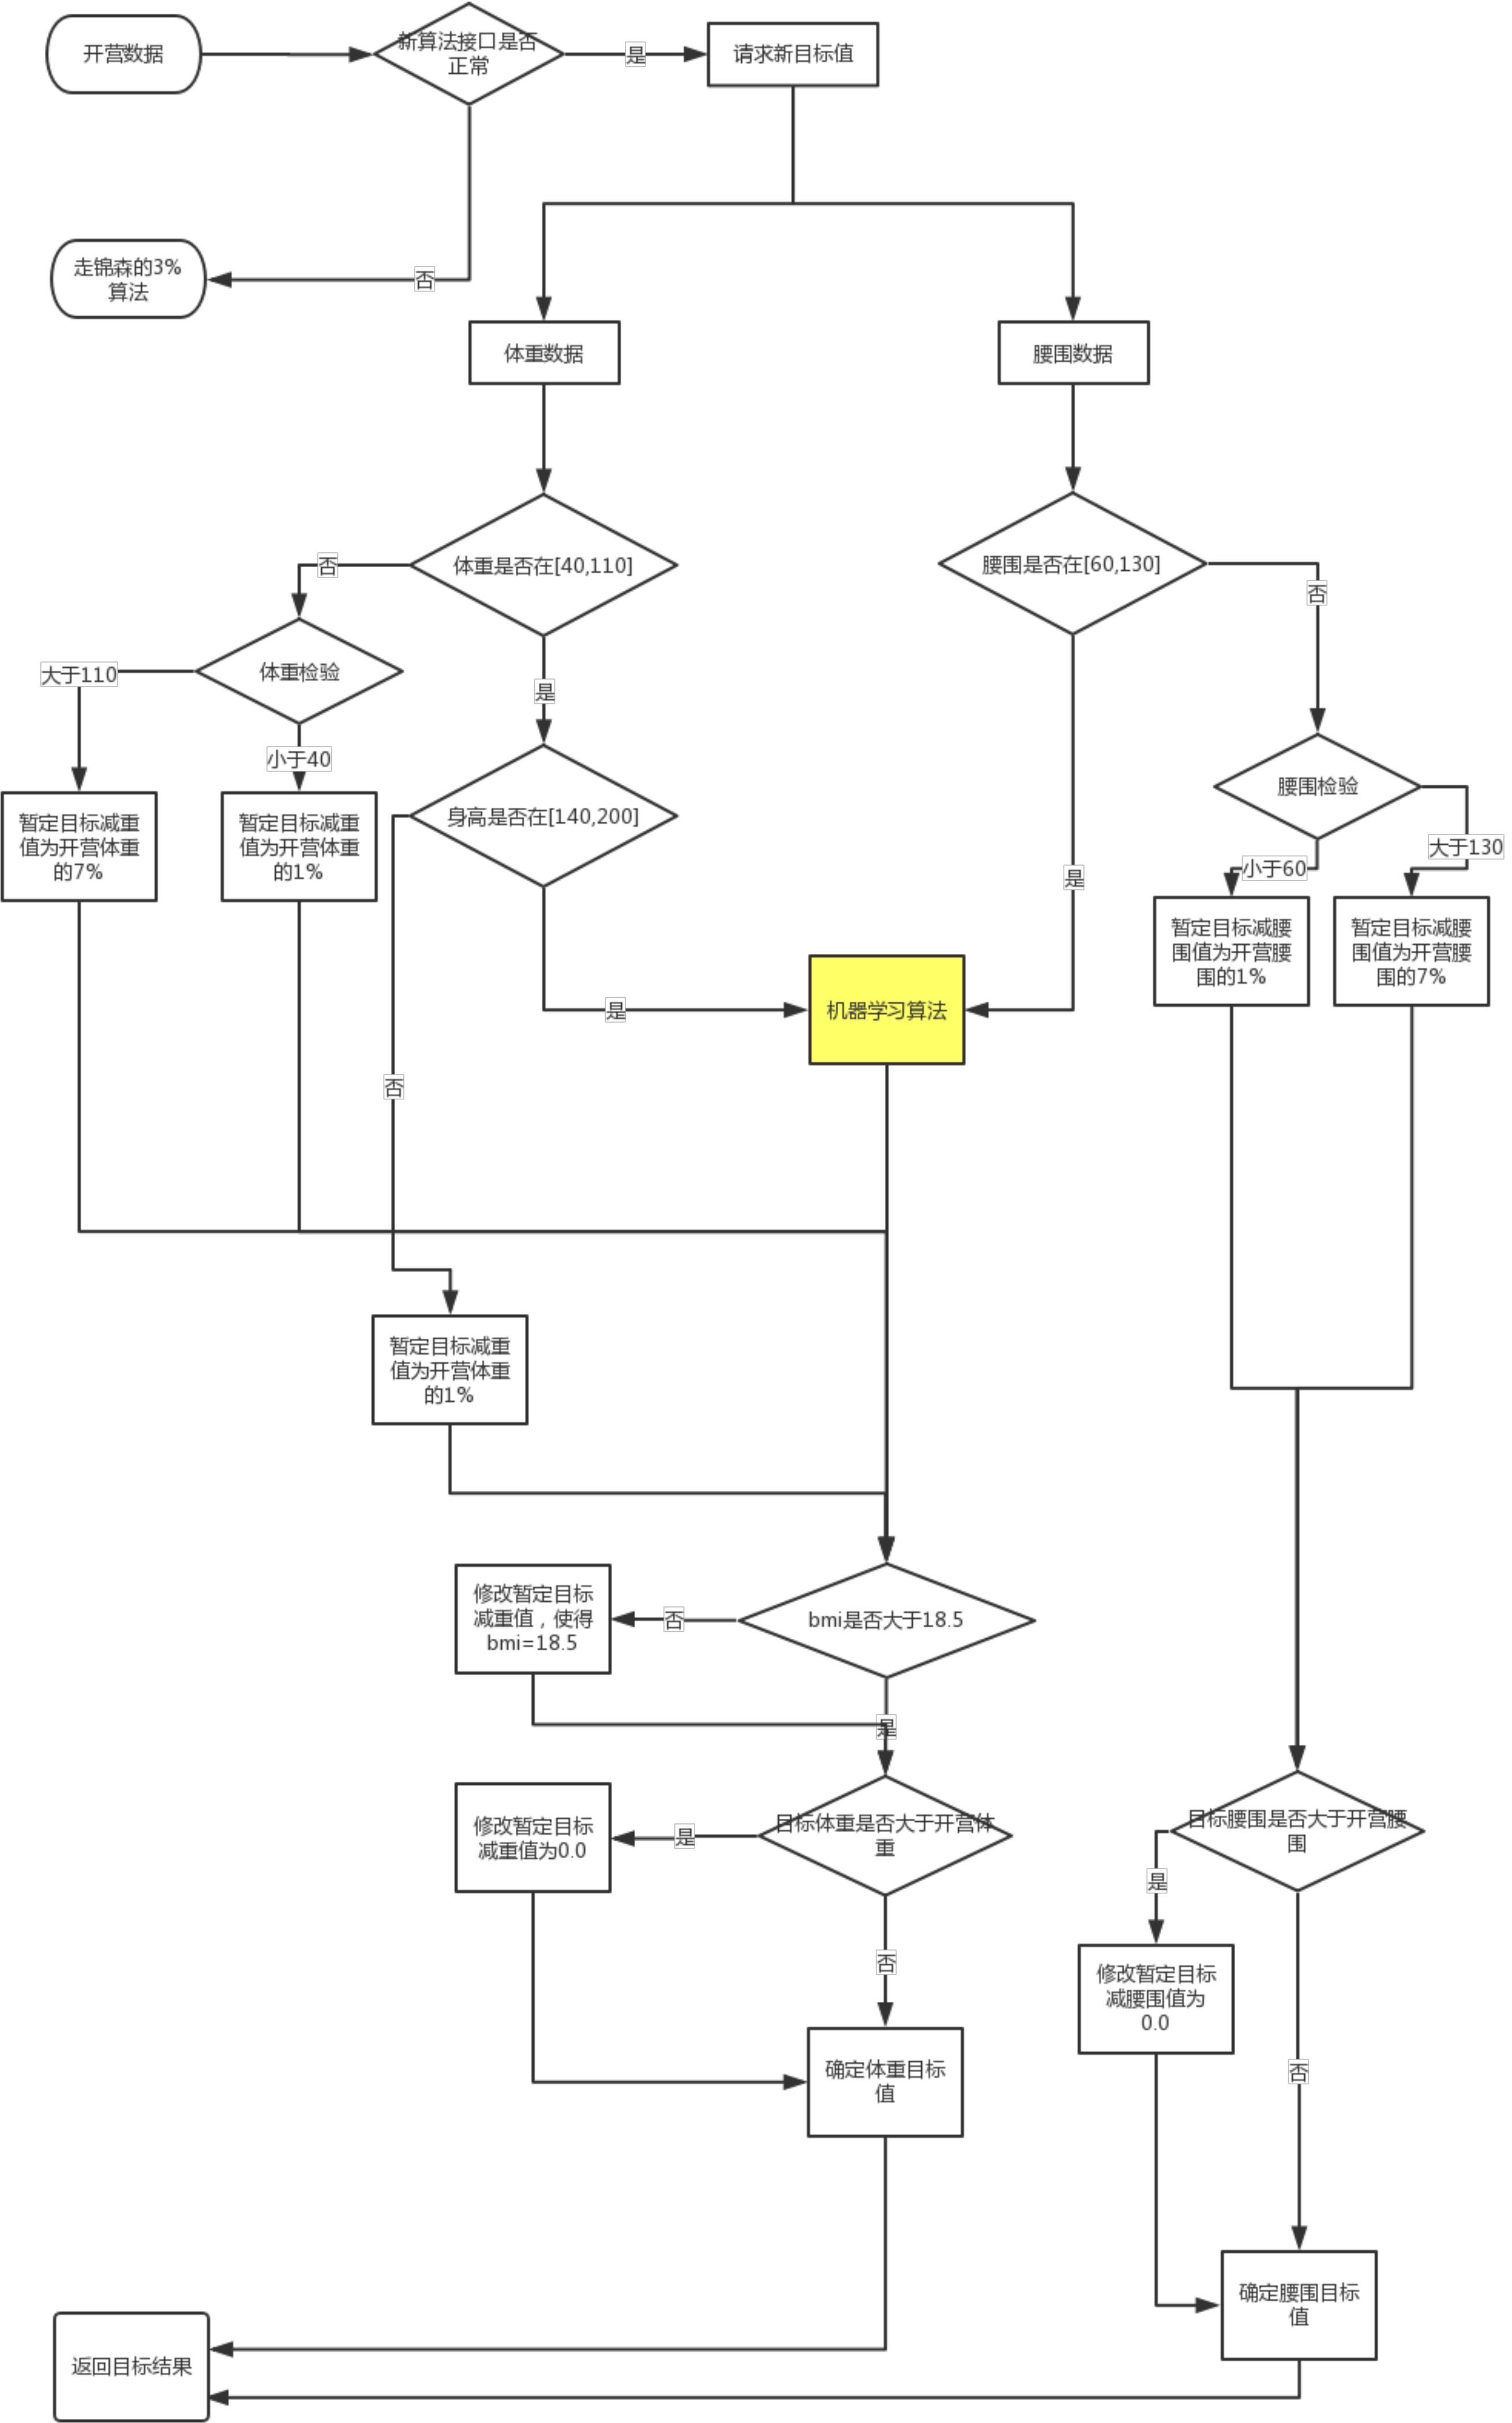 开营数据
新算法接口是否
正常
是
请求新目标值
走锦森的3%
算法
否
体重数据
腰围数据
体重是否在[40,110]
腰围是否在[60,130]
否
否
体重检验
大于110
是
小于40
腰围检验
暂定目标减重
值为开营体重
的7%
暂定目标减重
值为开营体重
的1%
身高是否在[140,200]
大于130
是
小于60
暂定目标减腰
围值为开营腰
围的1%
暂定目标减腰
围值为开营腰
围的7%
是
机器学习算法
否
暂定目标减重
值为开营体重
的1%
修改暂定目标
减重值，使得
bmi=18.5
否
bmi是否大于18.5
是
修改暂定目标
减重值为0.0
是
目标体重是否大于开营体
重
目标腰围是否大于开营腰
围
是
否
修改暂定目标
减腰围值为
0.0
确定体重目标
值
否
确定腰围目标
值
返回目标结果